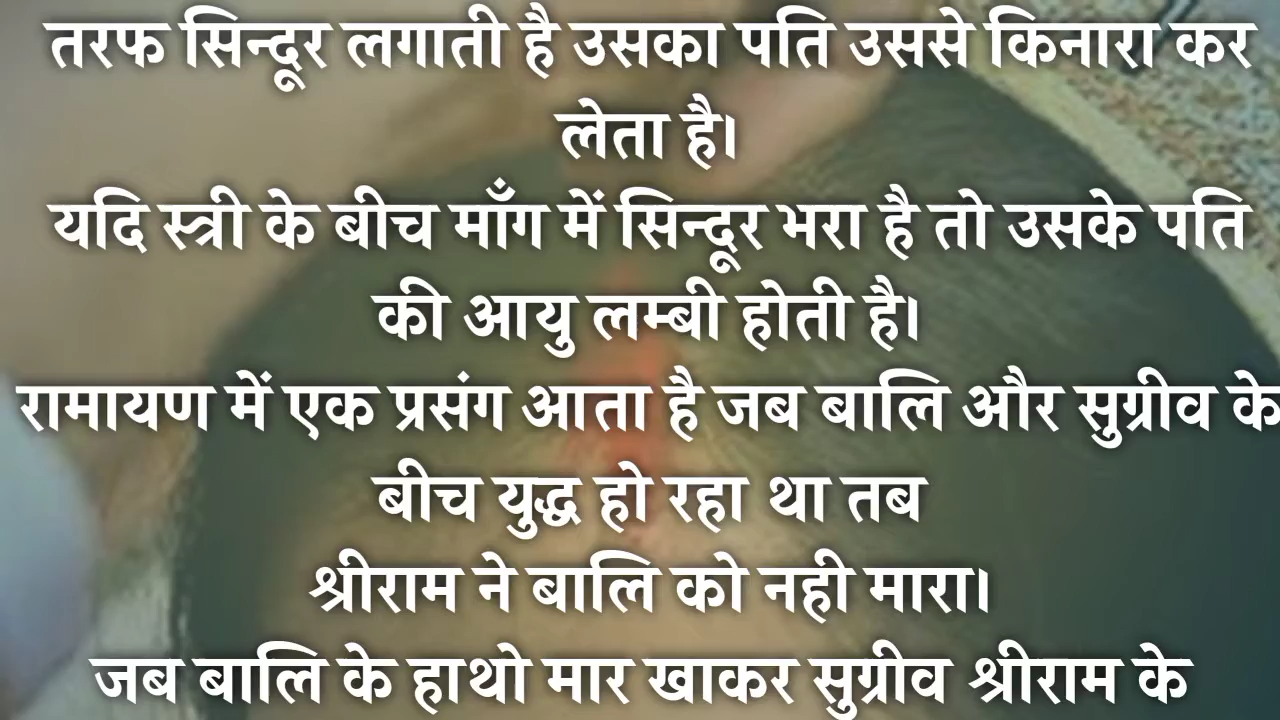 तरफ सिन्दूर लगाती है उसका पति उससे किनारा कर
लेता है।
यदि स्त्री के बीच माँग में सिन्दूर भरा है तो उसके पति
की आयु लम्बी होती है।
रामायण में एक प्रसंग आता है जब बालि और सुग्रीव के
बीच युद्ध हो रहा था तब
श्रीराम ने बालि को नही मारा।
जब बालि के हाथो मार खाकर सुग्रीव श्रीराम के